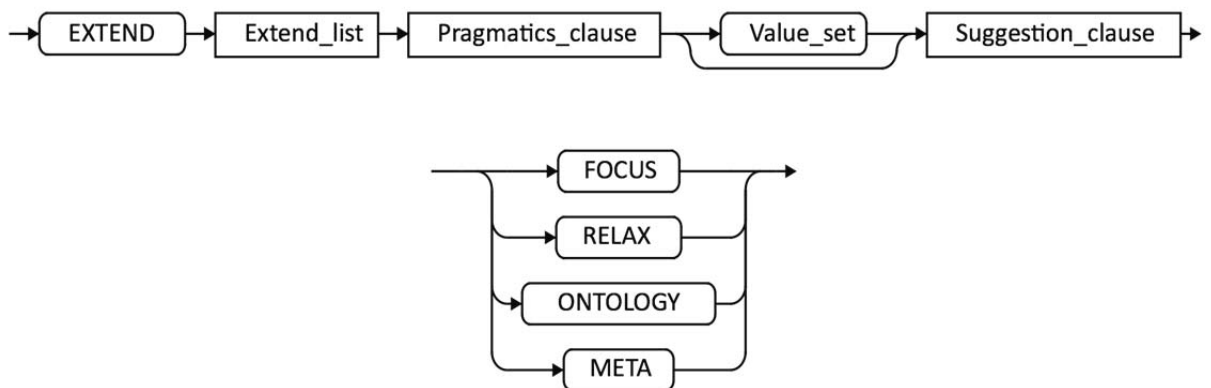 EXTEND Extend_list Pragmatics_clause Value_set Suggestion_clause
FOCUS
RELAX
ONTOLOGY
META